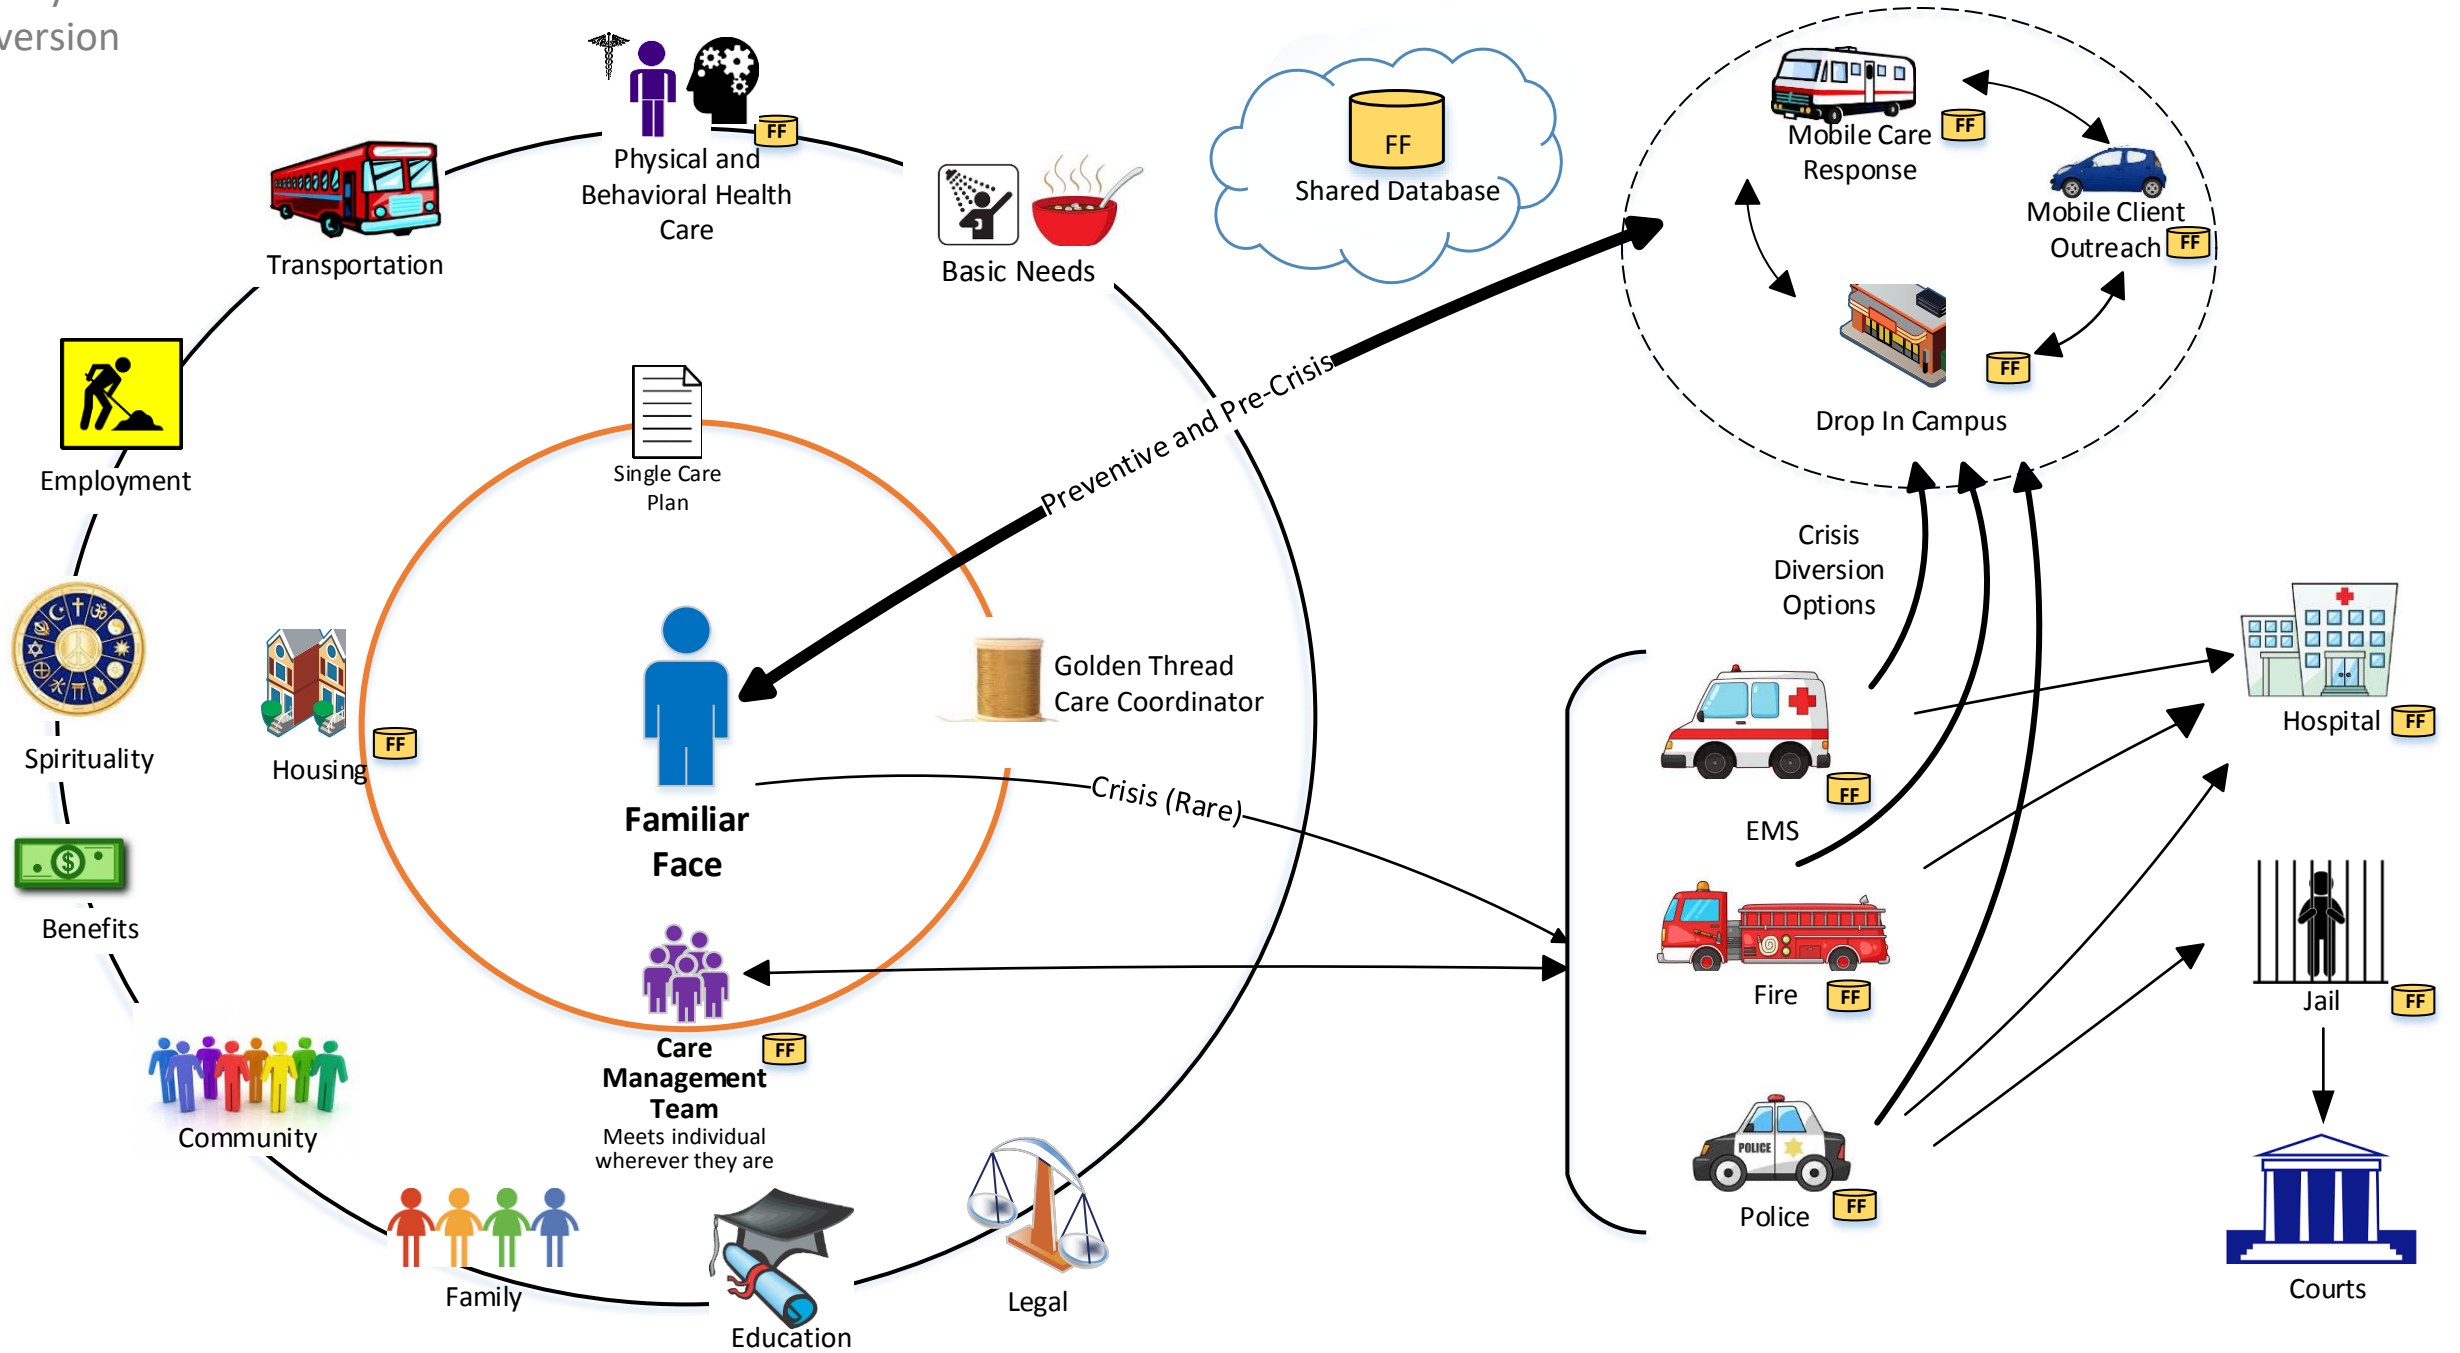 version
FF
Physical and
Behavioral Health
Care
Transportation
Basic Needs
FF
Shared Database
Mobile Care
Response
FF
Mobile Client
Outreach
FF
FF
Drop In Campus
Employment
Single Care
Plan
Preventive and Pre-Crisis
Crisis
Diversion
Options
Spirituality
Housing
FF
Golden Thread
Care Coordinator
Familiar
Face
Crisis (Rare)
Benefits
FF
EMS
Hospital
FF
Fire
FF
Jail
FF
Care
Management
Team
FF
Meets individual
wherever they are
Community
Family
Education
Legal
POLICE
Police
FF
Courts